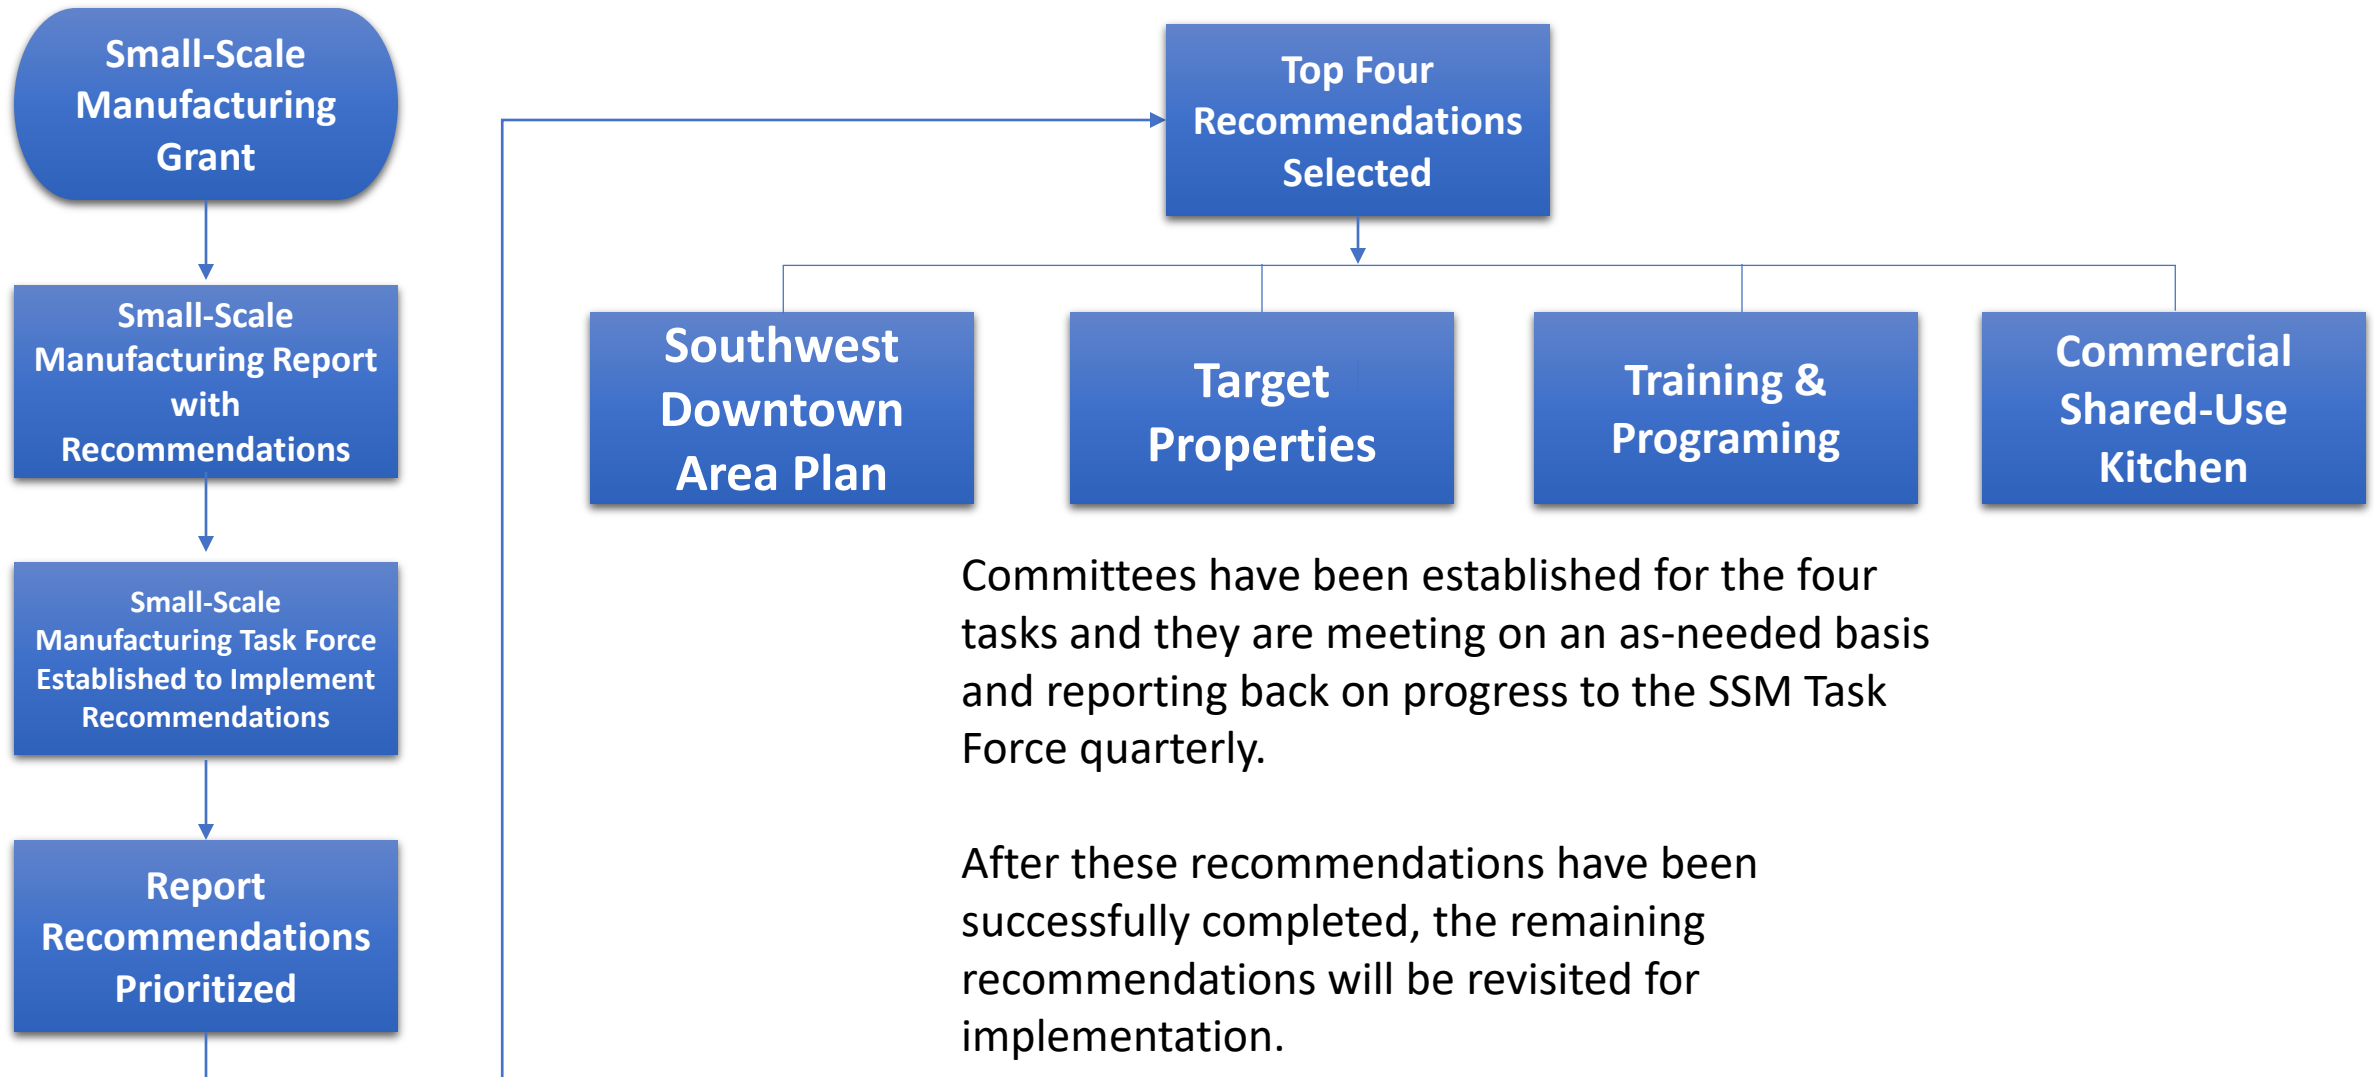 Small-Scale
Manufacturing
Grant
Small-Scale
Manufacturing Report
with
Recommendations
Small-Scale
Manufacturing Task Force
Established to Implement
Recommendations
Report
Recommendations
Prioritized
Top Four
Recommendations
Selected
Southwest
Downtown
Area Plan
Target
Properties
Training &
Programing
Commercial
Shared-Use
Kitchen
Committees have been established for the four
tasks and they are meeting on an as-needed basis
and reporting back on progress to the SSM Task
Force quarterly.
After these recommendations have been
successfully completed, the remaining
recommendations will be revisited for
implementation.